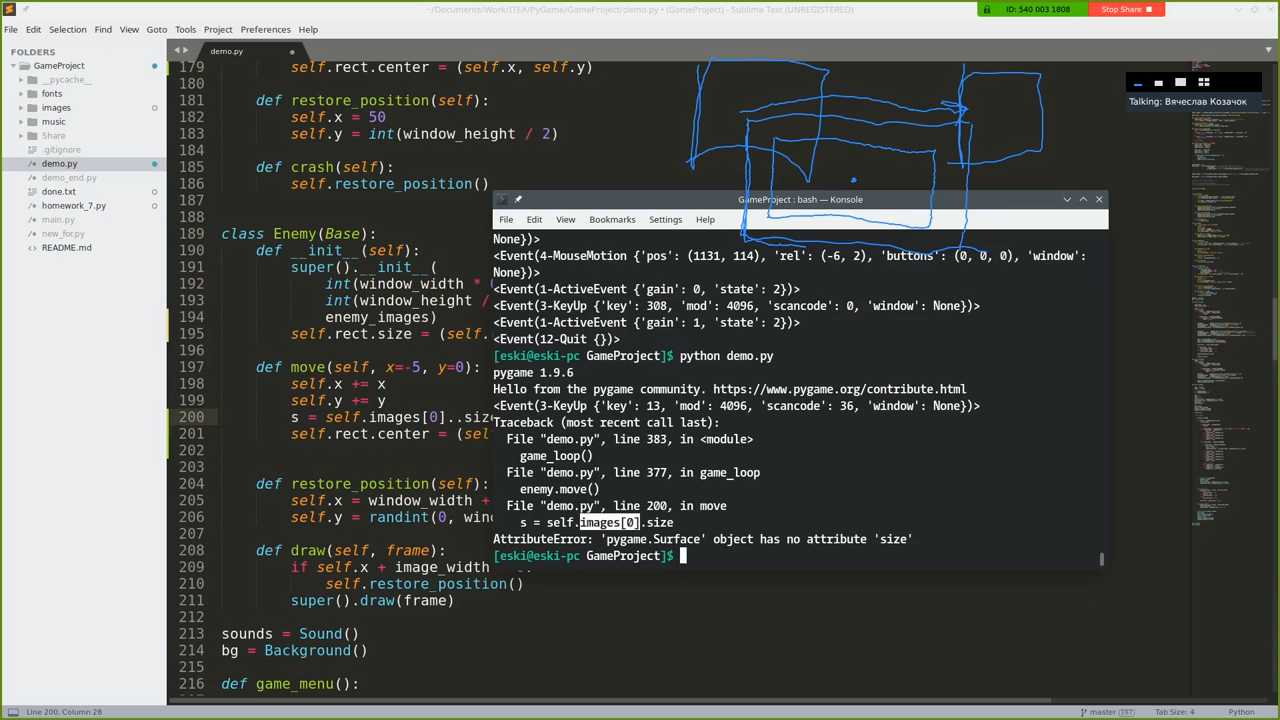 ~/Documents/Work/ITEA/PyGame/GameProject/demo.py • (GameProject) - Sublime Text (UNREGISTERED)
ID: 540 003 1808
Stop Share
File Edit Selection Find View Goto Tools Project Preferences Help
FOLDERS
GameProject
__pycache__
fonts
images
music
Share
.gitignore
demo.py
demo_end.py
done.txt
homework_7.py
main.py
new_for.py
README.md
demo.py
Talking: Вячеслав Козачок
179 self.rect.center = (self.x, self.y)
180
181 def restore_position(self):
182 self.x = 50
183 self.y = int(window_height / 2)
184
185 def crash(self):
186 self.restore_position()
187
188
189 class Enemy(Base):
190 def __init__(self):
191 super().__init__(
192 int(window_width *
193 int(window_height /
194 enemy_images)
195 self.rect.size = (self.
196
197 def move(self, x=-5, y=0):
198 self.x += x
199 self.y += y
200 s = self.images[0]..size
201 self.rect.center = (self
202
203
204 def restore_position(self):
205 self.x = window_width +
206 self.y = randint(0, win
207
208 def draw(self, frame):
209 if self.x + image_width
210 self.restore_position()
211 super().draw(frame)
212
213 sounds = Sound()
214 bg = Background()
215
216 def game_menu():
GameProject : bash — Konsole
File Edit View Bookmarks Settings Help
None})>
<Event(4-MouseMotion {'pos': (1131, 114), 'rel': (-6, 2), 'buttons': (0, 0, 0), 'window':
None})>
<Event(1-ActiveEvent {'gain': 0, 'state': 2})>
<Event(3-KeyUp {'key': 308, 'mod': 4096, 'scancode': 0, 'window': None})>
<Event(1-ActiveEvent {'gain': 1, 'state': 2})>
<Event(12-Quit {})>
[eski@eski-pc GameProject]$ python demo.py
pygame 1.9.6
Hello from the pygame community. https://www.pygame.org/contribute.html
<Event(3-KeyUp {'key': 13, 'mod': 4096, 'scancode': 36, 'window': None})>
Traceback (most recent call last):
File "demo.py", line 383, in <module>
game_loop()
File "demo.py", line 377, in game_loop
enemy.move()
File "demo.py", line 200, in move
s = self.images[0].size
AttributeError: 'pygame.Surface' object has no attribute 'size'
[eski@eski-pc GameProject]$
Line 200, Column 28
master 197
Tab Size: 4
Python